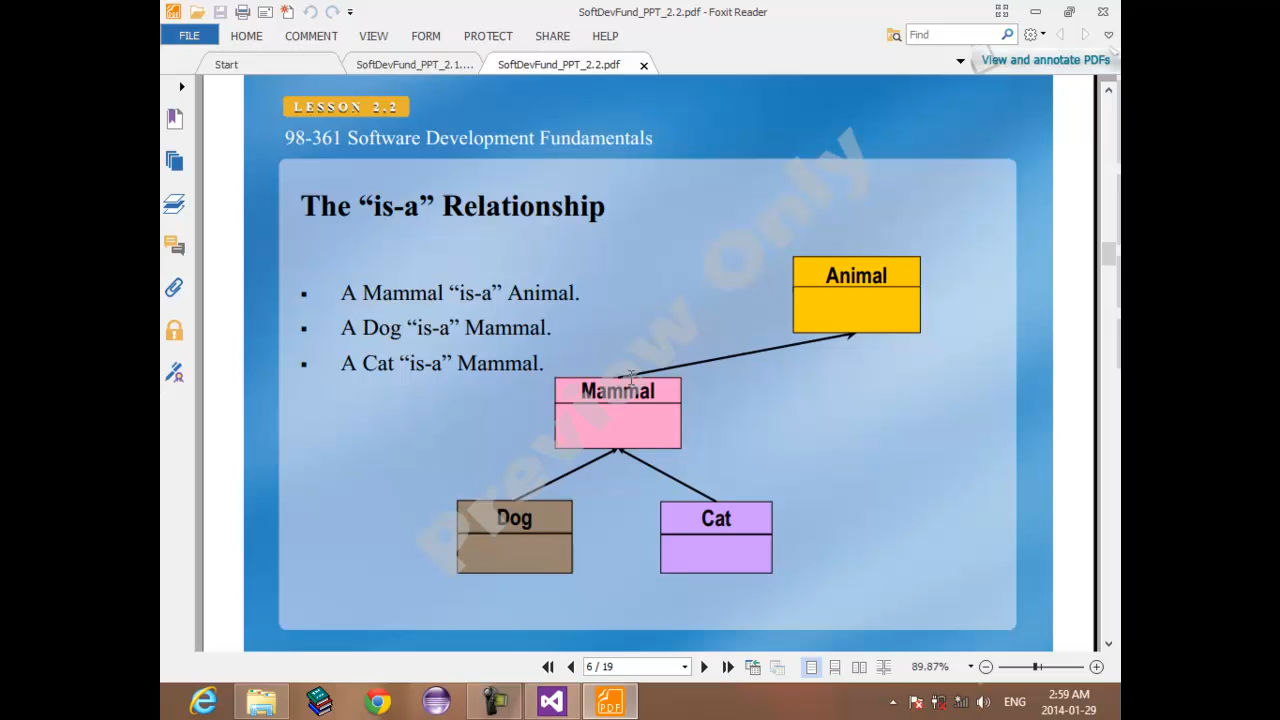 SoftDevFund_PPT_2.2.pdf - Foxit Reader
FILE HOME COMMENT VIEW FORM PROTECT SHARE HELP
Find
Start SoftDevFund_PPT_2.1.... SoftDevFund_PPT_2.2.pdf
View and annotate PDFs
LESSON 2.2
98-361 Software Development Fundamentals
The “is-a” Relationship
▪ A Mammal “is-a” Animal.
▪ A Dog “is-a” Mammal.
▪ A Cat “is-a” Mammal.
Animal
Mammal
Dog
Cat
Preview Only
6 / 19
89.87%
PDF
ENG
2:59 AM
2014-01-29